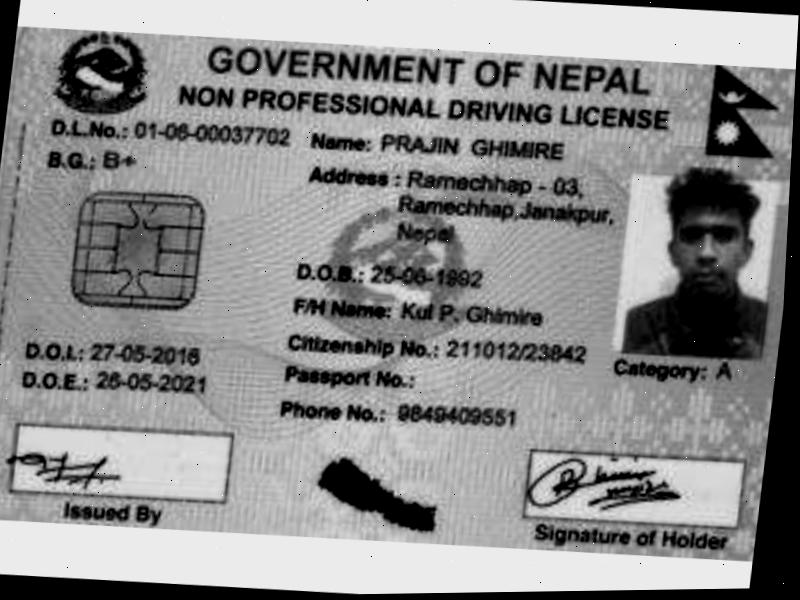 GOVERNMENT OF NEPAL
NON PROFESSIONAL DRIVING LICENSE
D.L.No.: 01-06-00037702
B.G.: B+
Name: PRAJIN GHIMIRE
Address : Ramechhap - 03,
Ramechhap,Janakpur,
Nepal
D.O.B.: 25-06-1992
F/H Name: Kul P. Ghimire
Citizenship No.: 211012/23842
D.O.I.: 27-05-2016
Passport No.:
D.O.E.: 26-05-2021
Phone No.: 9849409551
Category: A
Issued By
Signature of Holder